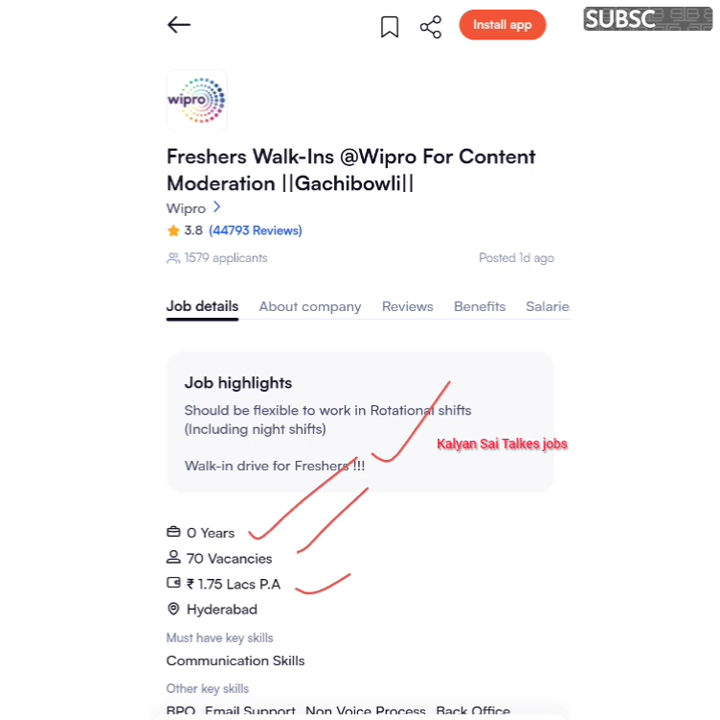 SUBSC
Install app
wipro
Freshers Walk-Ins @Wipro For Content
Moderation ||Gachibowli||
Wipro >
3.8 (44793 Reviews)
1579 applicants
Posted 1d ago
Job details About company Reviews Benefits Salarie
Job highlights
Should be flexible to work in Rotational shifts
(Including night shifts)
Kalyan Sai Talkes jobs
Walk-in drive for Freshers !!!
0 Years
70 Vacancies
₹ 1.75 Lacs P.A
Hyderabad
Must have key skills
Communication Skills
Other key skills
BPO, Email Support, Non Voice Process, Back Office,